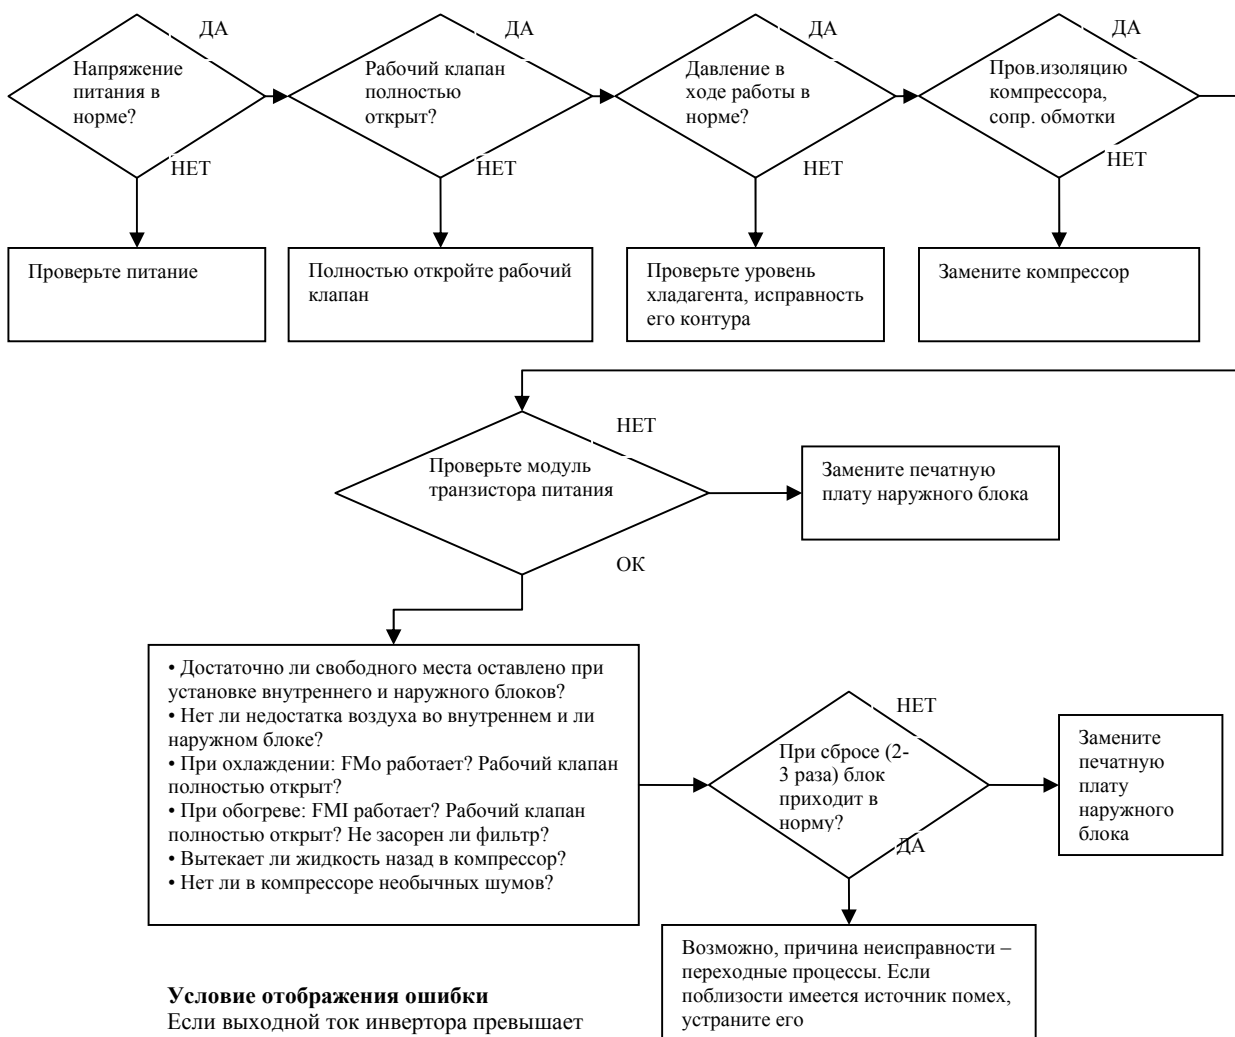 ДА
Напряжение
питания в
норме?
НЕТ
Проверьте питание
ДА
Рабочий клапан
полностью
открыт?
НЕТ
Полностью откройте рабочий
клапан
ДА
Давление в
ходе работы в
норме?
НЕТ
Проверьте уровень
хладагента, исправность
его контура
ДА
Пров.изоляцию
компрессора,
сопр. обмотки
НЕТ
Замените компрессор
НЕТ
Проверьте модуль
транзистора питания
ОК
Замените печатную
плату наружного блока
• Достаточно ли свободного места оставлено при
установке внутреннего и наружного блоков?
• Нет ли недостатка воздуха во внутреннем и ли
наружном блоке?
• При охлаждении: FMo работает? Рабочий клапан
полностью открыт?
• При обогреве: FMI работает? Рабочий клапан
полностью открыт? Не засорен ли фильтр?
• Вытекает ли жидкость назад в компрессор?
• Нет ли в компрессоре необычных шумов?
НЕТ
При сбросе (2-
3 раза) блок
приходит в
норму?
ДА
Замените
печатную
плату
наружного
блока
Возможно, причина неисправности –
переходные процессы. Если
поблизости имеется источник помех,
устраните его
Условие отображения ошибки
Если выходной ток инвертора превышает